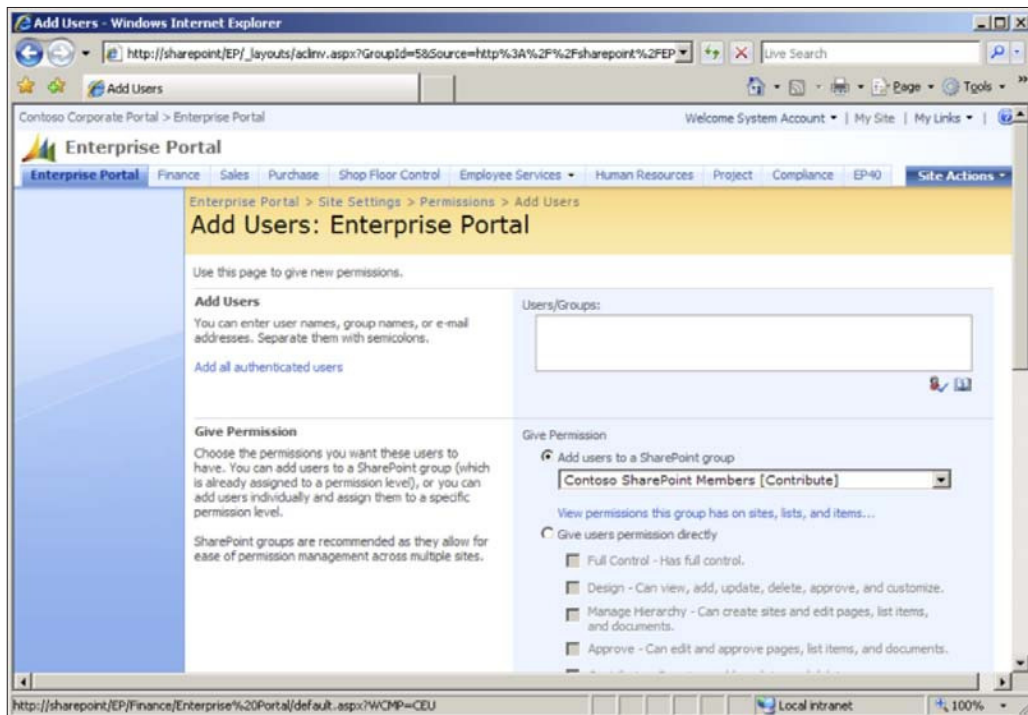 Add Users - Windows Internet Explorer
http://sharepoint/EP/_layouts/aclinv.aspx?GroupId=5&Source=http%3A%2F%2Fsharepoint%2FEP
Live Search
Add Users
Page
Tools
Contoso Corporate Portal > Enterprise Portal
Welcome System Account
| My Site | My Links |
Enterprise Portal
Enterprise Portal Finance Sales Purchase Shop Floor Control Employee Services Human Resources Project Compliance EP40 Site Actions
Enterprise Portal > Site Settings > Permissions > Add Users
Add Users: Enterprise Portal
Use this page to give new permissions.
Add Users
You can enter user names, group names, or e-mail
addresses. Separate them with semicolons.
Add all authenticated users
Users/Groups:
Give Permission
Choose the permissions you want these users to
have. You can add users to a SharePoint group (which
is already assigned to a permission level), or you can
add users individually and assign them to a specific
permission level.
SharePoint groups are recommended as they allow for
ease of permission management across multiple sites.
Give Permission
Add users to a SharePoint group
Contoso SharePoint Members [Contribute]
View permissions this group has on sites, lists, and items...
Give users permission directly
Full Control - Has full control.
Design - Can view, add, update, delete, approve, and customize.
Manage Hierarchy - Can create sites and edit pages, list items,
and documents.
Approve - Can edit and approve pages, list items, and documents.
http://sharepoint/EP/Finance/Enterprise%20Portal/default.aspx?WCMP=CEU
Local intranet
100%